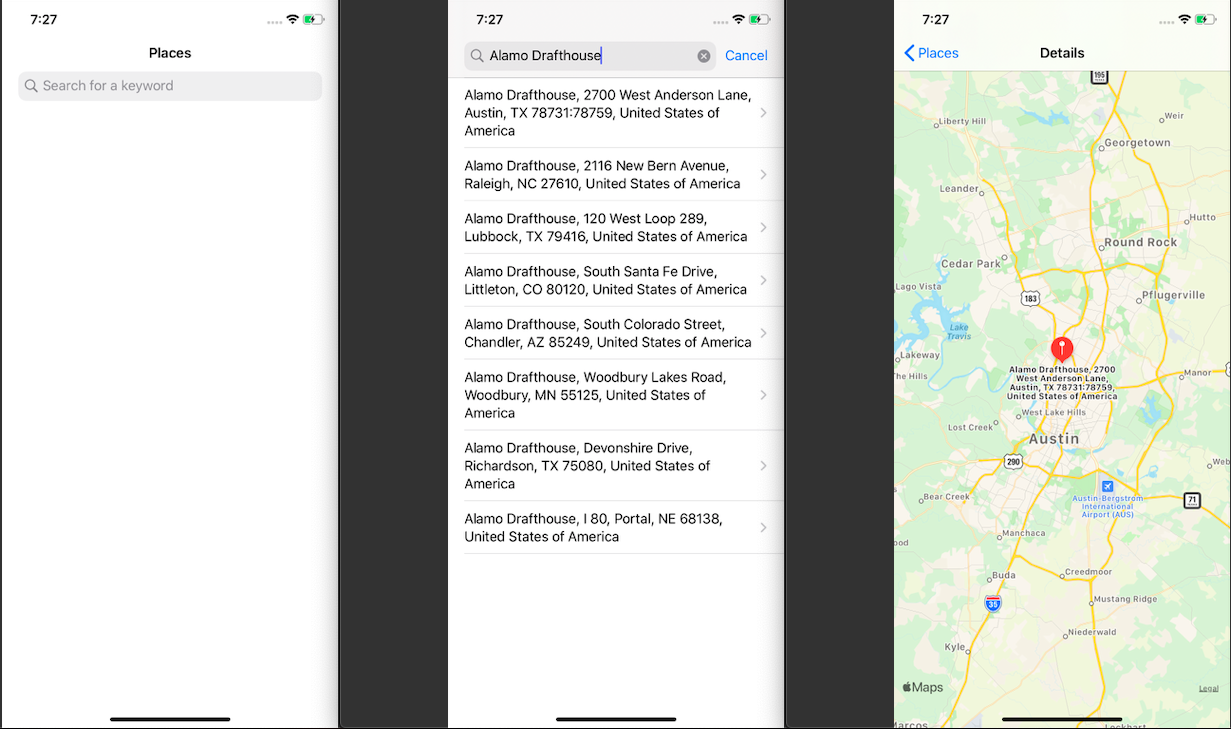 7:27
Places
Search for a keyword
7:27
Alamo Drafthouse
Cancel
Alamo Drafthouse, 2700 West Anderson Lane,
Austin, TX 78731:78759, United States of
America
Alamo Drafthouse, 2116 New Bern Avenue,
Raleigh, NC 27610, United States of America
Alamo Drafthouse, 120 West Loop 289,
Lubbock, TX 79416, United States of America
Alamo Drafthouse, South Santa Fe Drive,
Littleton, CO 80120, United States of America
Alamo Drafthouse, South Colorado Street,
Chandler, AZ 85249, United States of America
Alamo Drafthouse, Woodbury Lakes Road,
Woodbury, MN 55125, United States of
America
Alamo Drafthouse, Devonshire Drive,
Richardson, TX 75080, United States of
America
Alamo Drafthouse, I 80, Portal, NE 68138,
United States of America
7:27
Places
Details
195
Weir
Liberty Hill
Georgetown
Leander
Hutto
Round Rock
Cedar Park
Lago Vista
183
Pflugerville
Lake
Travis
Lakeway
Alamo Drafthouse, 2700
West Anderson Lane,
Austin, TX 78731:78759,
United States of America
The Hills
Manor
West Lake Hills
Lost Creek
Austin
290
Web
Bear Creek
Austin-Bergstrom
International
Airport (AUS)
71
Manchaca
ood
Buda
Creedmoor
35
Mustang Ridge
Niederwald
Kyle
Maps
Legal
Marcos
Lockhart